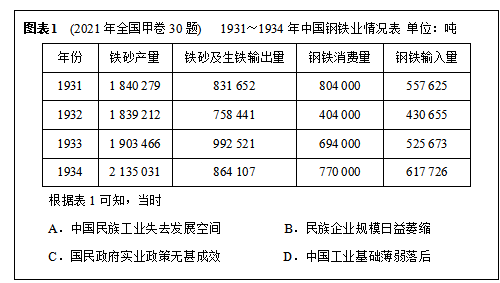 图表1 (2021年全国甲卷30题) 1931～1934年中国钢铁业情况表 单位：吨
年份 铁砂产量 铁砂及生铁输出量 钢铁消费量 钢铁输入量
1931 1 840 279 831 652 804 000 557 625
1932 1 839 212 758 441 404 000 430 655
1933 1 903 466 992 521 694 000 525 673
1934 2 135 031 864 107 770 000 617 726
根据表1可知，当时
A．中国民族工业失去发展空间 B．民族企业规模日益萎缩
C．国民政府实业政策无甚成效 D．中国工业基础薄弱落后